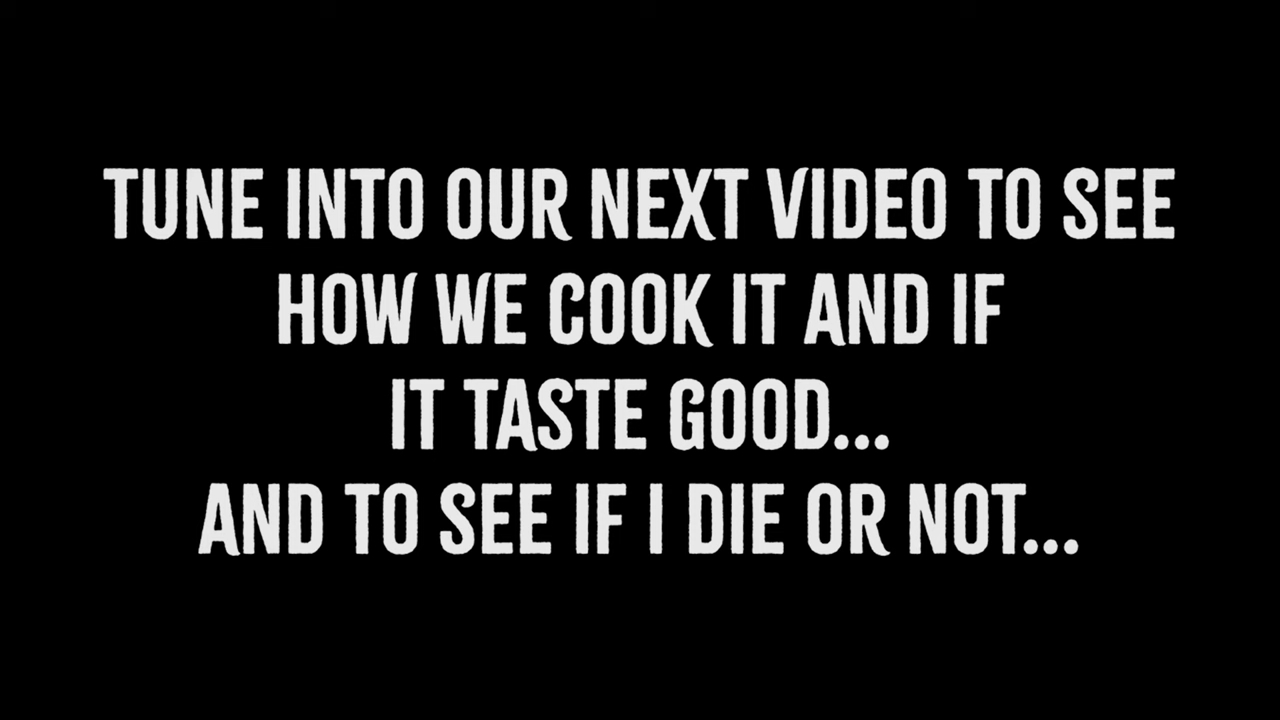 TUNE INTO OUR NEXT VIDEO TO SEE
HOW WE COOK IT AND IF
IT TASTE GOOD...
AND TO SEE IF I DIE OR NOT...